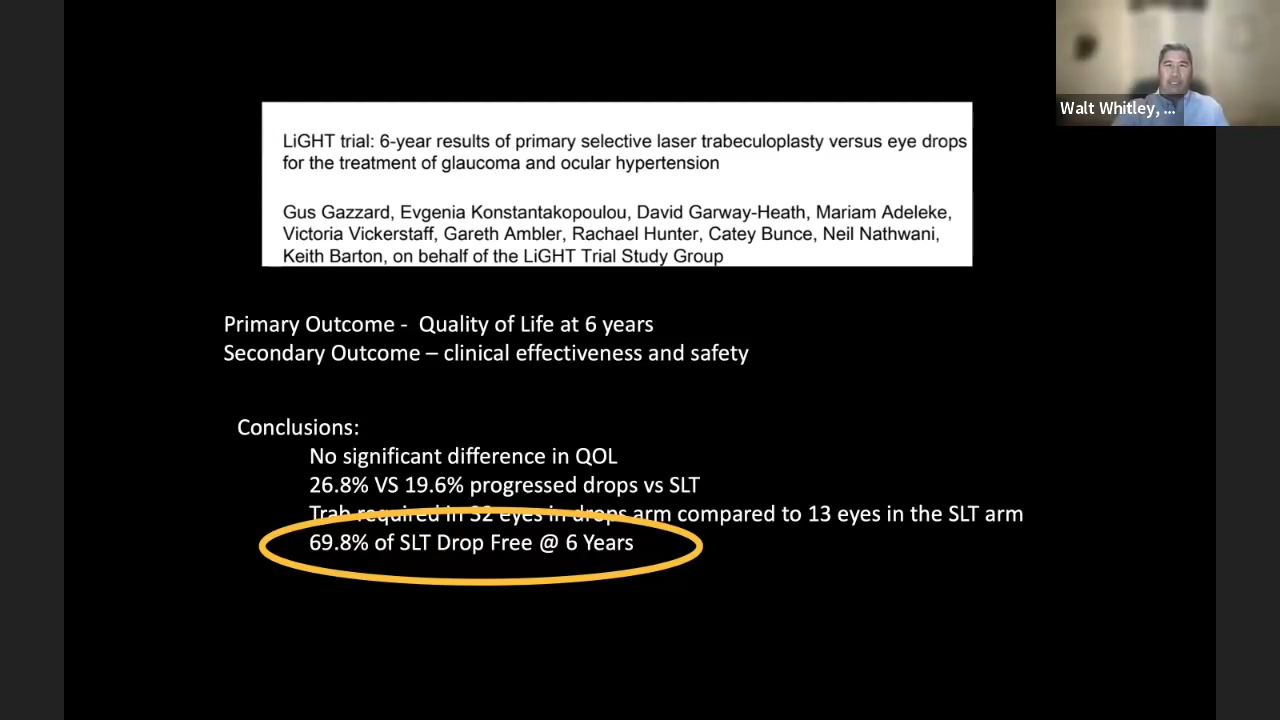 Walt Whitley, ...
LiGHT trial: 6-year results of primary selective laser trabeculoplasty versus eye drops
for the treatment of glaucoma and ocular hypertension
Gus Gazzard, Evgenia Konstantakopoulou, David Garway-Heath, Mariam Adeleke,
Victoria Vickerstaff, Gareth Ambler, Rachael Hunter, Catey Bunce, Neil Nathwani,
Keith Barton, on behalf of the LiGHT Trial Study Group
Primary Outcome - Quality of Life at 6 years
Secondary Outcome – clinical effectiveness and safety
Conclusions:
No significant difference in QOL
26.8% VS 19.6% progressed drops vs SLT
Trab required in 32 eyes in drops arm compared to 13 eyes in the SLT arm
69.8% of SLT Drop Free @ 6 Years